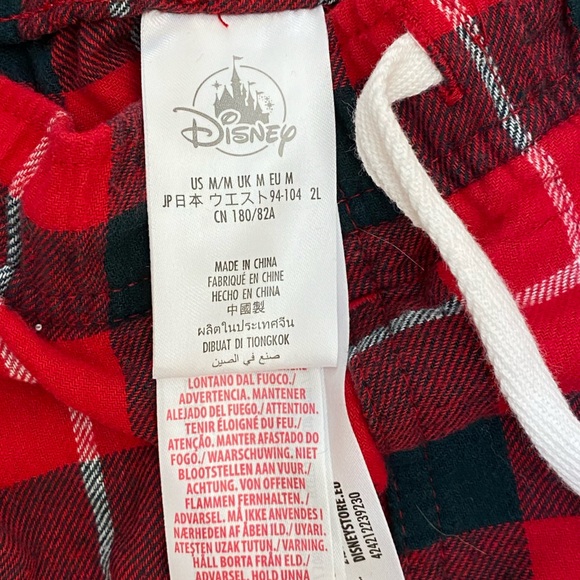 Disney
US M/M UK M EU M
JP日本 ウエスト94-104 2L
CN 180/82A
MADE IN CHINA
FABRIQUÉ EN CHINE
HECHO EN CHINA
中國製
ผลิตในประเทศจีน
DIBUAT DI TIONGKOK
صنع في الصين
LONTANO DAL FUOCO./
ADVERTENCIA. MANTENER
ALEJADO DEL FUEGO./ATTENTION.
TENIR ÉLOIGNÉ DU FEU./
ATENÇÃO. MANTER AFASTADO DO
FOGO./WAARSCHUWING. NIET
BLOOTSTELLEN AAN VUUR./
ACHTUNG. VON OFFENEN
FLAMMEN FERNHALTEN./
ADVARSEL. MÅ IKKE ANVENDES I
NÆRHEDEN AF ÅBEN ILD./UYARI.
ATEŞTEN UZAK TUTUN./VARNING.
HÅLL BORTA FRÅN ELD./
ADVARSEL. HOLD UNNA
DISNEYSTORE.EU
424212239230